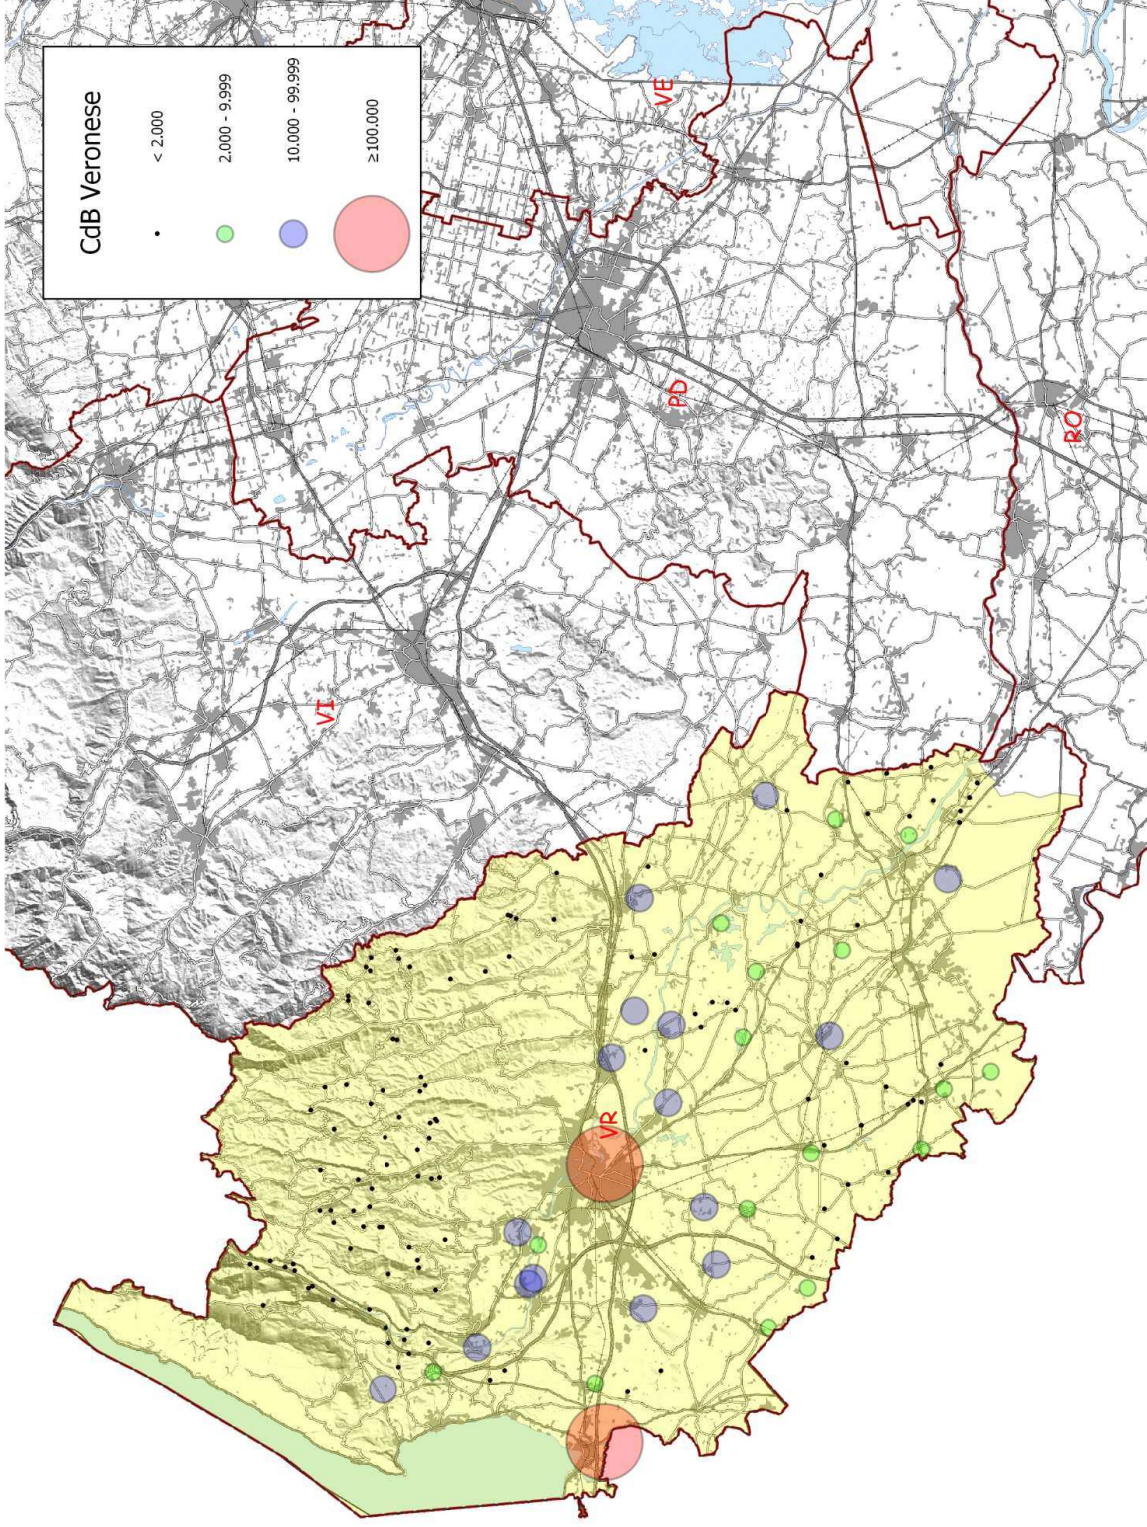 CdB Veronese
< 2.000
2.000 - 9.999
10.000 - 99.999
≥100.000
VE
VI
PD
RO
VR